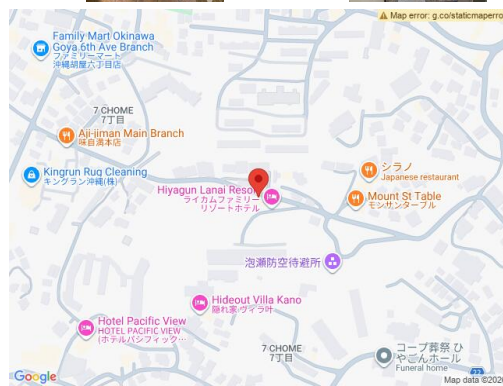 Map error: g.co/staticmaperro
Family Mart Okinawa
Goya 6th Ave Branch
ファミリーマート
沖縄胡屋六丁目店
7 CHOME
7丁目
Aji-jiman Main Branch
味自満本店
Kingrun Rug Cleaning
キングラン沖縄(株)
Hiyagun Lanai Resort
ライカムファミリー
リゾートホテル
シラノ
Japanese restaurant
Mount St Table
モンサンターブル
泡瀬防空待避所
Hideout Villa Kano
隠れ家 ヴィラ叶
Hotel Pacific View
HOTEL PACIFIC VIEW
(ホテルパシフィック…
7 CHOME
7丁目
コープ葬祭 ひ
やごんホール
Funeral home
22
Google
Map data ©2025